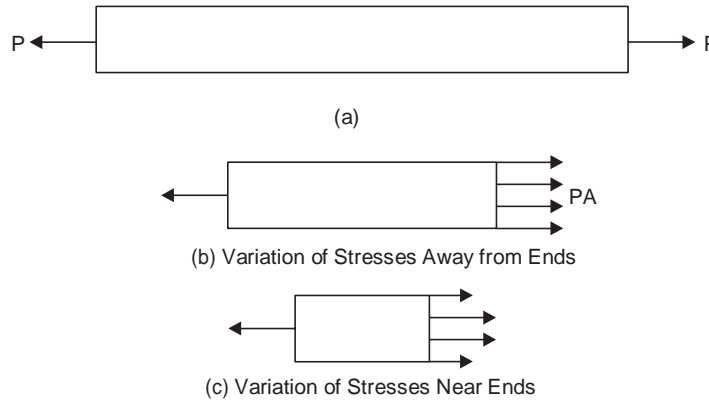 P
P
(a)
PA
(b) Variation of Stresses Away from Ends
(c) Variation of Stresses Near Ends